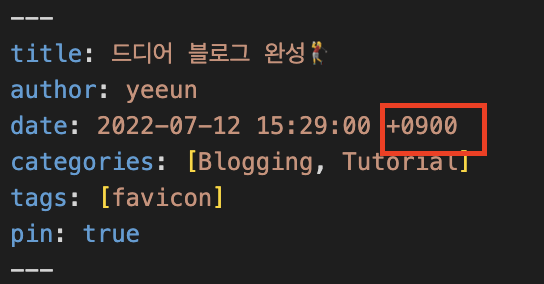 ---
title: 드디어 블로그 완성💃
author: yeeun
date: 2022-07-12 15:29:00 +0900
categories: [Blogging, Tutorial]
tags: [favicon]
pin: true
---